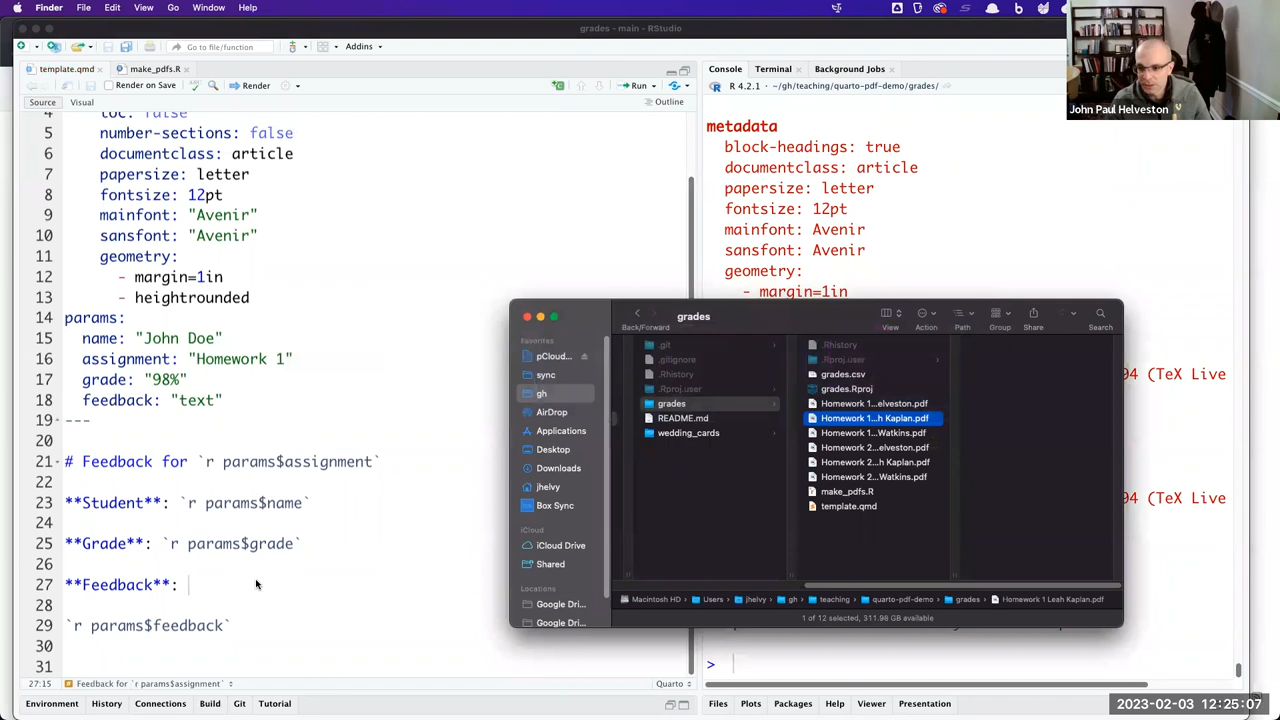 Finder File Edit View Go Window Help
grades - main - RStudio
Go to file/function
Addins
template.qmd
make_pdfs.R
Render on Save
Render
Run
Source
Visual
Outline
4 toc: false
5 number-sections: false
6 documentclass: article
7 papersize: letter
8 fontsize: 12pt
9 mainfont: "Avenir"
10 sansfont: "Avenir"
11 geometry:
12 - margin=1in
13 - heightrounded
14 params:
15 name: "John Doe"
16 assignment: "Homework 1"
17 grade: "98%"
18 feedback: "text"
19 ---
20
21 # Feedback for `r params$assignment`
22
23 **Student**: `r params$name`
24
25 **Grade**: `r params$grade`
26
27 **Feedback**:
28
29 `r params$feedback`
30
31
27:15 Feedback for `r params$assignment`
Quarto
Environment History Connections Build Git Tutorial
Console Terminal Background Jobs
R 4.2.1 · ~/gh/teaching/quarto-pdf-demo/grades/
metadata
block-headings: true
documentclass: article
papersize: letter
fontsize: 12pt
mainfont: Avenir
sansfont: Avenir
geometry:
- margin=1in
94 (TeX Live
94 (TeX Live
>
Files Plots Packages Help Viewer Presentation
John Paul Helveston
grades
Back/Forward
View Action Path Group Share Search
Favorites
pCloud...
sync
gh
AirDrop
Applications
Desktop
Downloads
jhelvy
Box Sync
iCloud
iCloud Drive
Shared
Locations
Google Dri...
Google Dri...
.git
.gitignore
.Rhistory
.Rproj.user
grades
README.md
wedding_cards
.Rhistory
.Rproj.user
grades.csv
grades.Rproj
Homework 1...elveston.pdf
Homework 1...h Kaplan.pdf
Homework 1...Watkins.pdf
Homework 2...elveston.pdf
Homework 2...h Kaplan.pdf
Homework 2...Watkins.pdf
make_pdfs.R
template.qmd
Macintosh HD › Users › jhelvy › gh › teaching › quarto-pdf-demo › grades › Homework 1 Leah Kaplan.pdf
1 of 12 selected, 311.98 GB available
2023-02-03 12:25:07